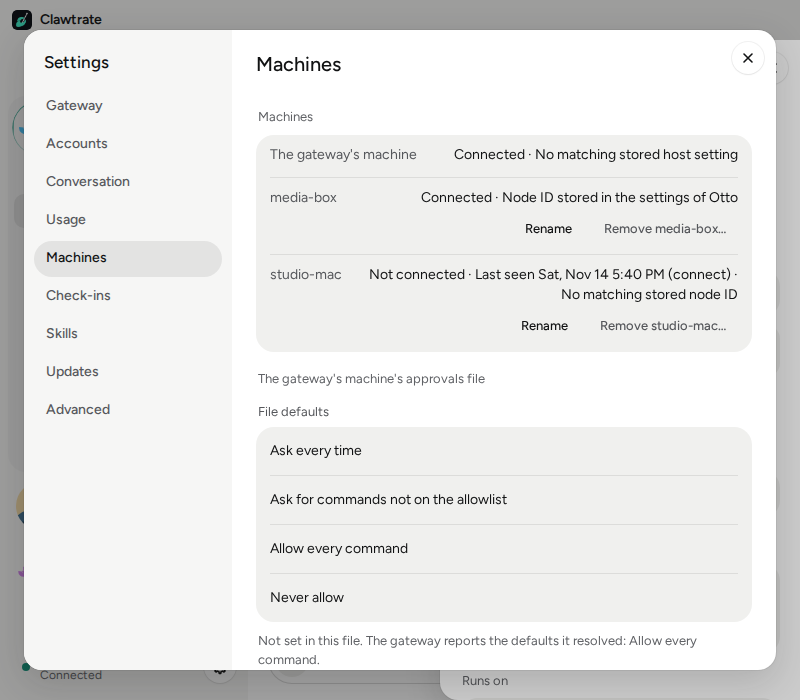 Clawtrate
Settings
Gateway
Accounts
Conversation
Usage
Machines
Check-ins
Skills
Updates
Advanced
Machines
Machines
The gateway's machine
Connected · No matching stored host setting
media-box
Connected · Node ID stored in the settings of Otto
Rename
Remove media-box…
studio-mac
Not connected · Last seen Sat, Nov 14 5:40 PM (connect) ·
No matching stored node ID
Rename
Remove studio-mac…
The gateway's machine's approvals file
File defaults
Ask every time
Ask for commands not on the allowlist
Allow every command
Never allow
Not set in this file. The gateway reports the defaults it resolved: Allow every
command.
Connected
Runs on